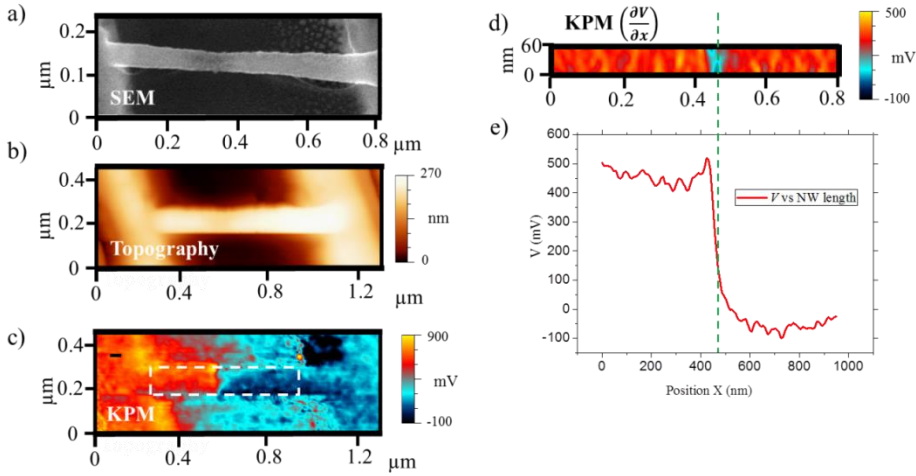 a)
0.2
0.1
0
µm
SEM
0
0.2
0.4
0.6
0.8
µm
b)
0.4
0.2
0
µm
Topography
0
0.4
0.8
1.2
µm
270
nm
0
c)
0.4
0.2
0
µm
KPM
0
0.4
0.8
1.2
µm
900
mV
-100
d)
KPM (∂V/∂x)
60
nm
0
0
0.2
0.4
0.6
0.8
500
mV
-100
e)
600
500
400
300
200
100
0
-100
V (mV)
V vs NW length
0
200
400
600
800
1000
Position X (nm)